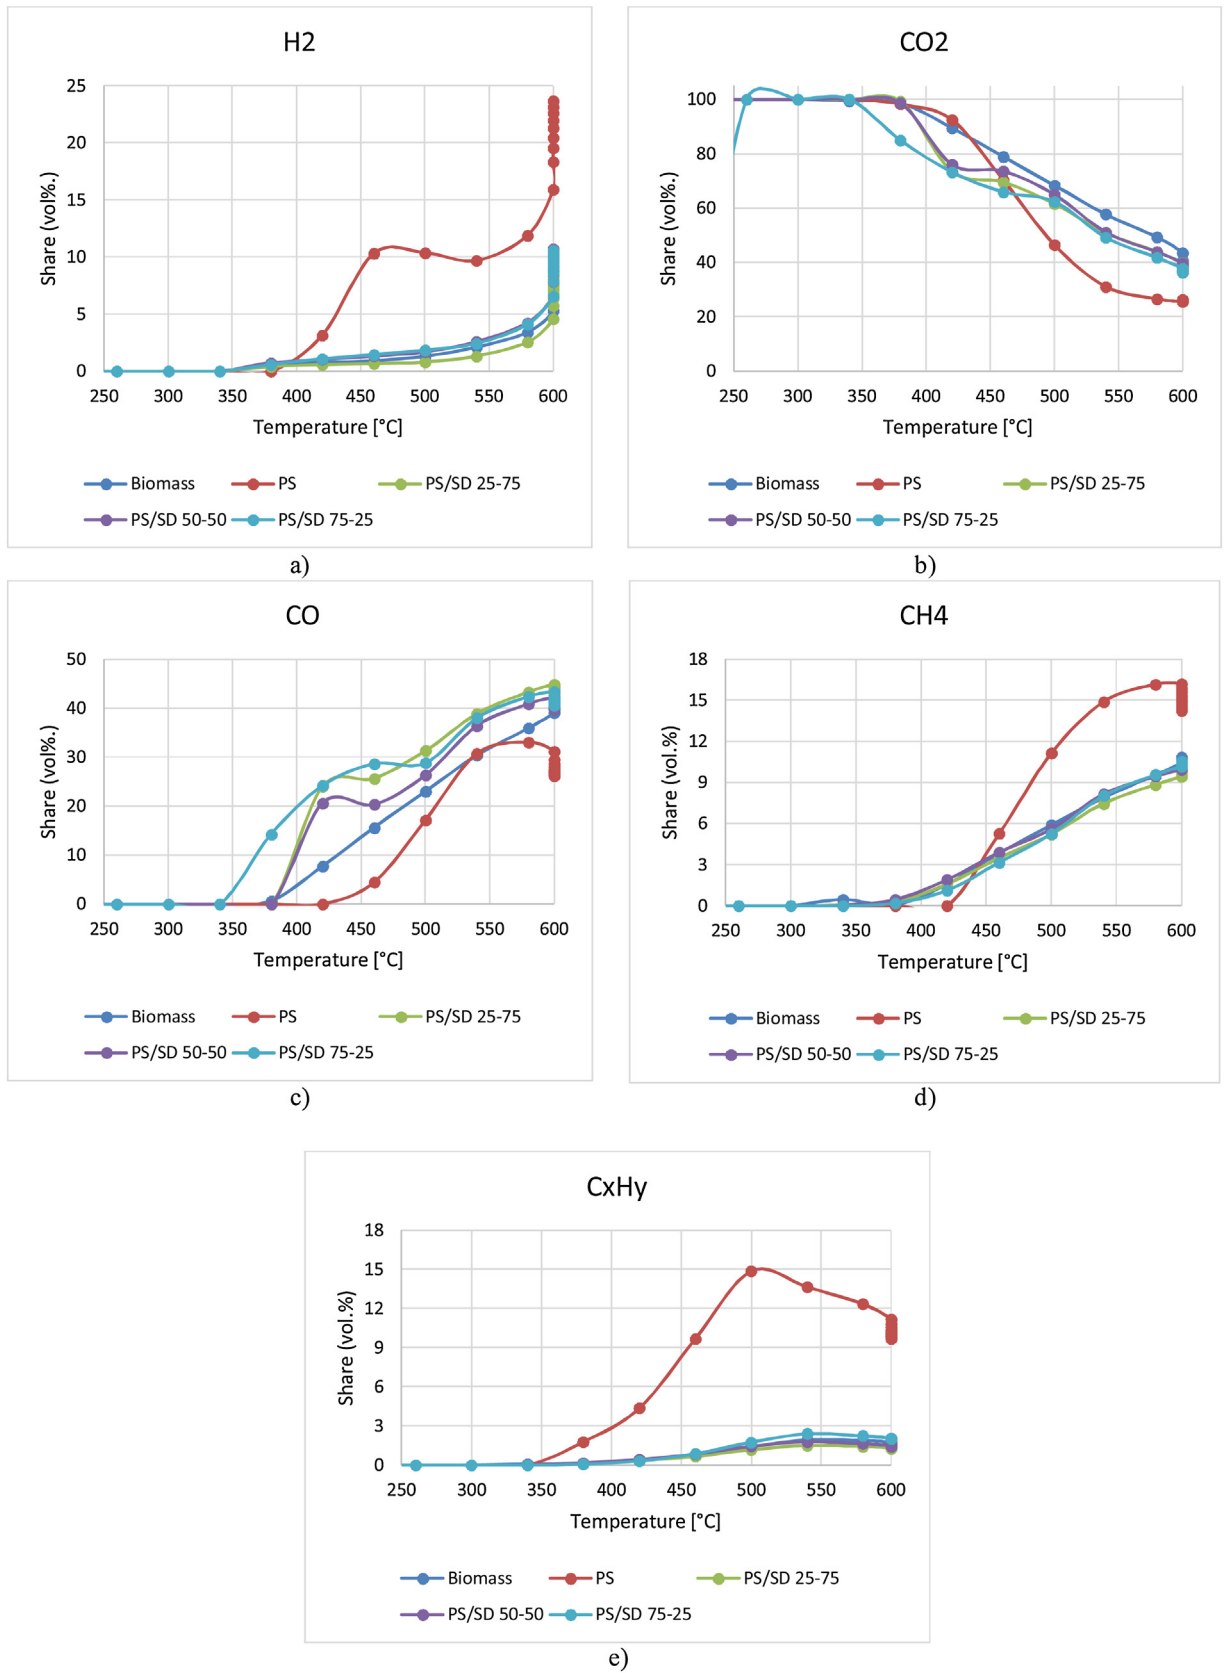 H2
25
20
15
10
5
0
Share (vol%.)
250 300 350 400 450 500 550 600
Temperature [°C]
Biomass PS PS/SD 25-75
PS/SD 50-50 PS/SD 75-25
a)
CO2
100
80
60
40
20
0
Share (vol%.)
250 300 350 400 450 500 550 600
Temperature [°C]
Biomass PS PS/SD 25-75
PS/SD 50-50 PS/SD 75-25
b)
CO
50
40
30
20
10
0
Share (vol%.)
250 300 350 400 450 500 550 600
Temperature [°C]
Biomass PS PS/SD 25-75
PS/SD 50-50 PS/SD 75-25
c)
CH4
18
15
12
9
6
3
0
Share (vol.%)
250 300 350 400 450 500 550 600
Temperature [°C]
Biomass PS PS/SD 25-75
PS/SD 50-50 PS/SD 75-25
d)
CxHy
18
15
12
9
6
3
0
Share (vol.%)
250 300 350 400 450 500 550 600
Temperature [°C]
Biomass PS PS/SD 25-75
PS/SD 50-50 PS/SD 75-25
e)